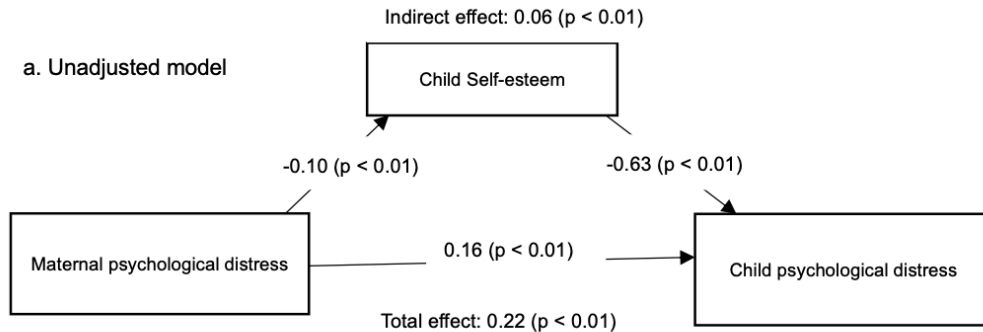 Indirect effect: 0.06 (p < 0.01)
a. Unadjusted model
Child Self-esteem
-0.10 (p < 0.01)
-0.63 (p < 0.01)
Maternal psychological distress
0.16 (p < 0.01)
Child psychological distress
Total effect: 0.22 (p < 0.01)